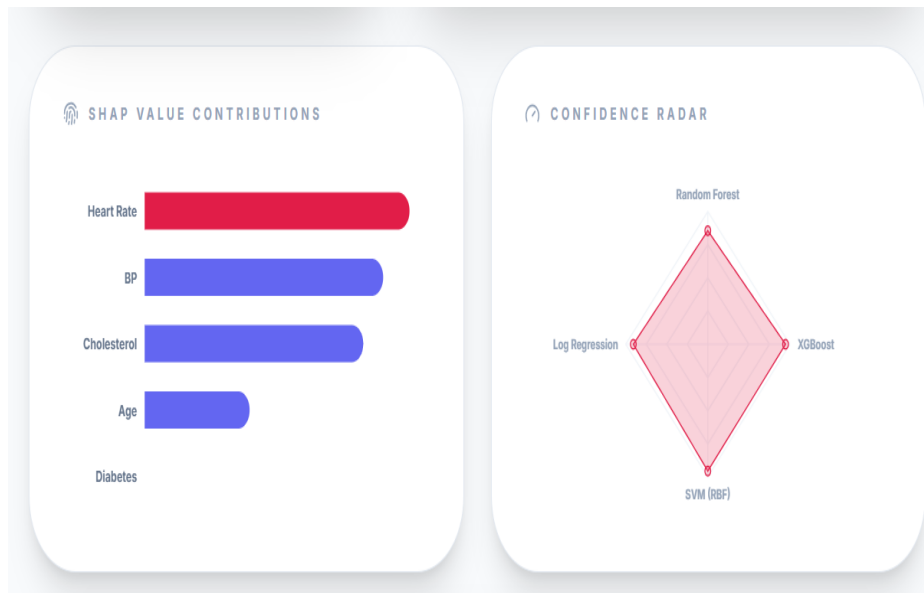 SHAP VALUE CONTRIBUTIONS
Heart Rate
BP
Cholesterol
Age
Diabetes
CONFIDENCE RADAR
Random Forest
Log Regression
XGBoost
SVM (RBF)